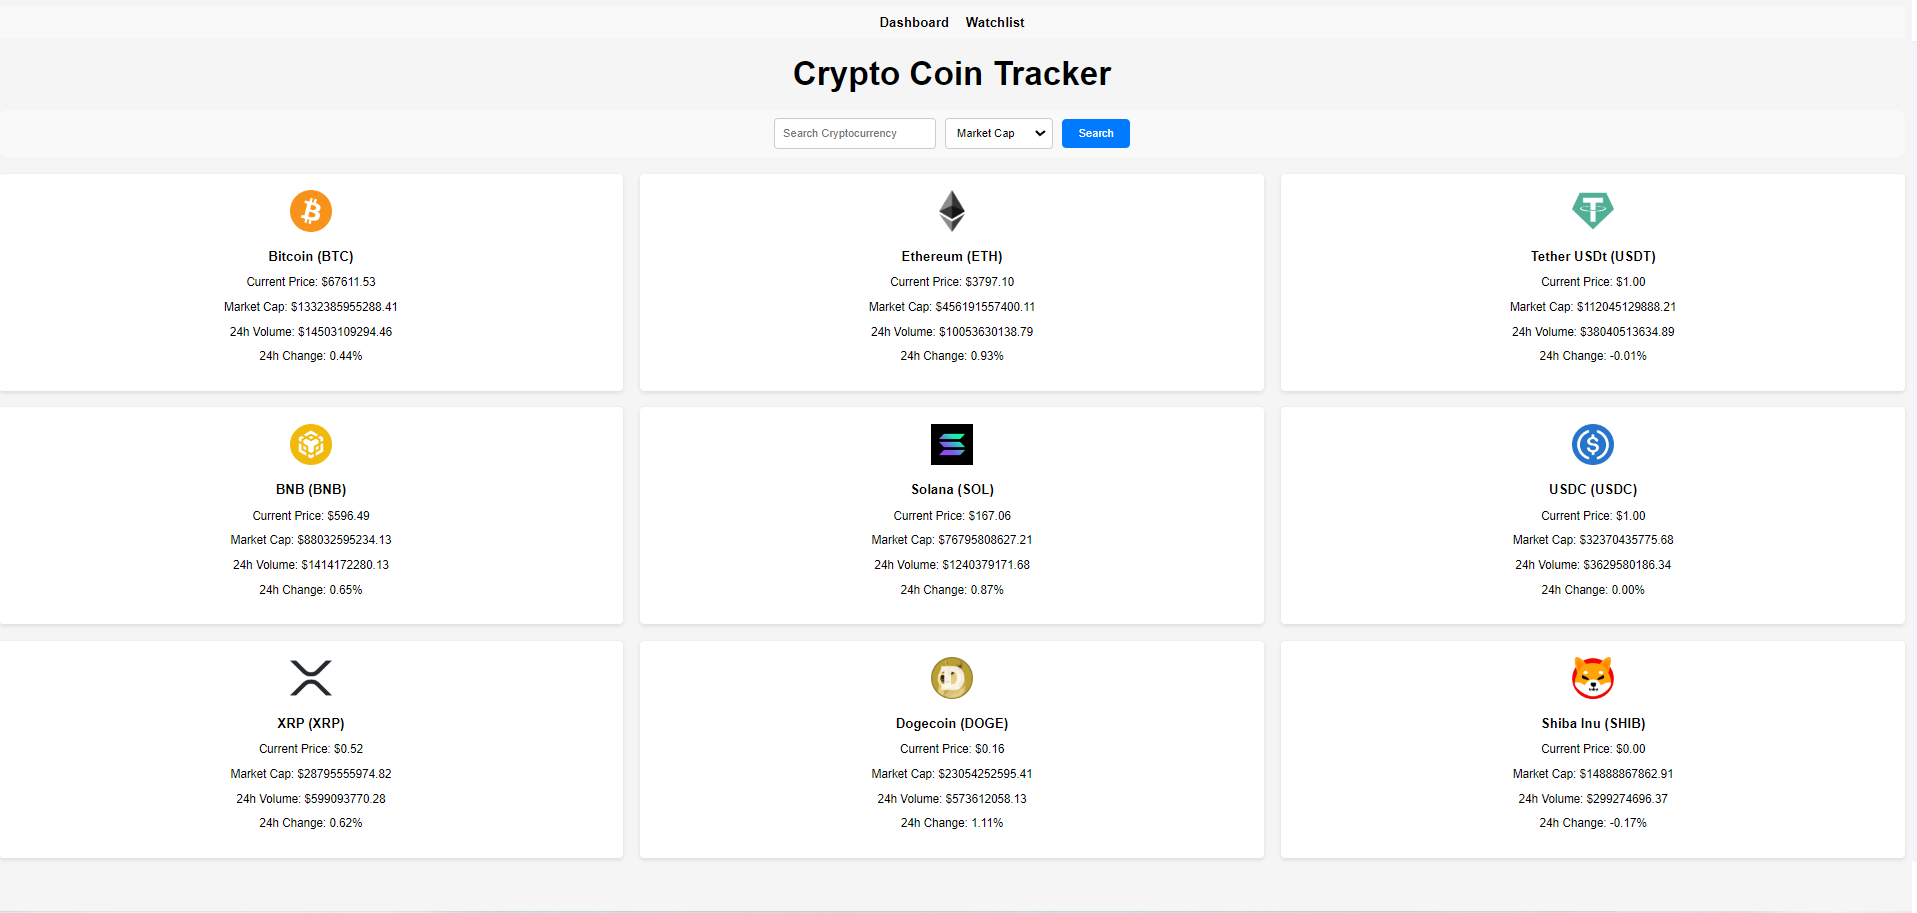 Dashboard Watchlist
Crypto Coin Tracker
Search Cryptocurrency Market Cap Search
Bitcoin (BTC)
Current Price: $67611.53
Market Cap: $1332385955288.41
24h Volume: $14503109294.46
24h Change: 0.44%
Ethereum (ETH)
Current Price: $3797.10
Market Cap: $456191557400.11
24h Volume: $10053630138.79
24h Change: 0.93%
Tether USDt (USDT)
Current Price: $1.00
Market Cap: $112045129888.21
24h Volume: $38040513634.89
24h Change: -0.01%
BNB (BNB)
Current Price: $596.49
Market Cap: $88032595234.13
24h Volume: $1414172280.13
24h Change: 0.65%
Solana (SOL)
Current Price: $167.06
Market Cap: $76795808627.21
24h Volume: $1240379171.68
24h Change: 0.87%
USDC (USDC)
Current Price: $1.00
Market Cap: $32370435775.68
24h Volume: $3629580186.34
24h Change: 0.00%
XRP (XRP)
Current Price: $0.52
Market Cap: $28795555974.82
24h Volume: $599093770.28
24h Change: 0.62%
Dogecoin (DOGE)
Current Price: $0.16
Market Cap: $23054252595.41
24h Volume: $573612058.13
24h Change: 1.11%
Shiba Inu (SHIB)
Current Price: $0.00
Market Cap: $14888867862.91
24h Volume: $299274696.37
24h Change: -0.17%